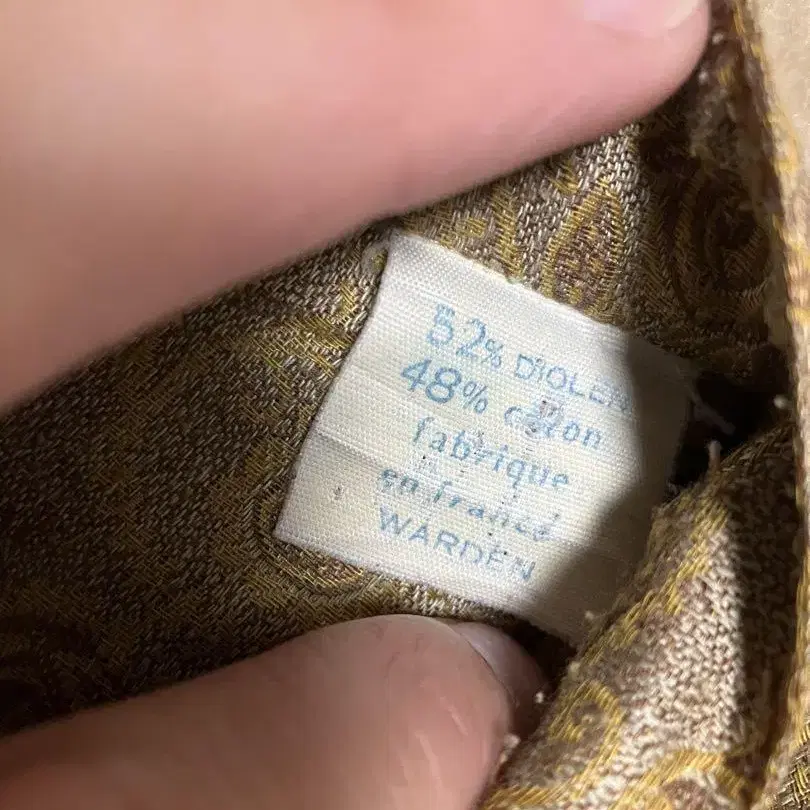 52% DIOLEN
48% coton
fabrique
en france
WARDEN